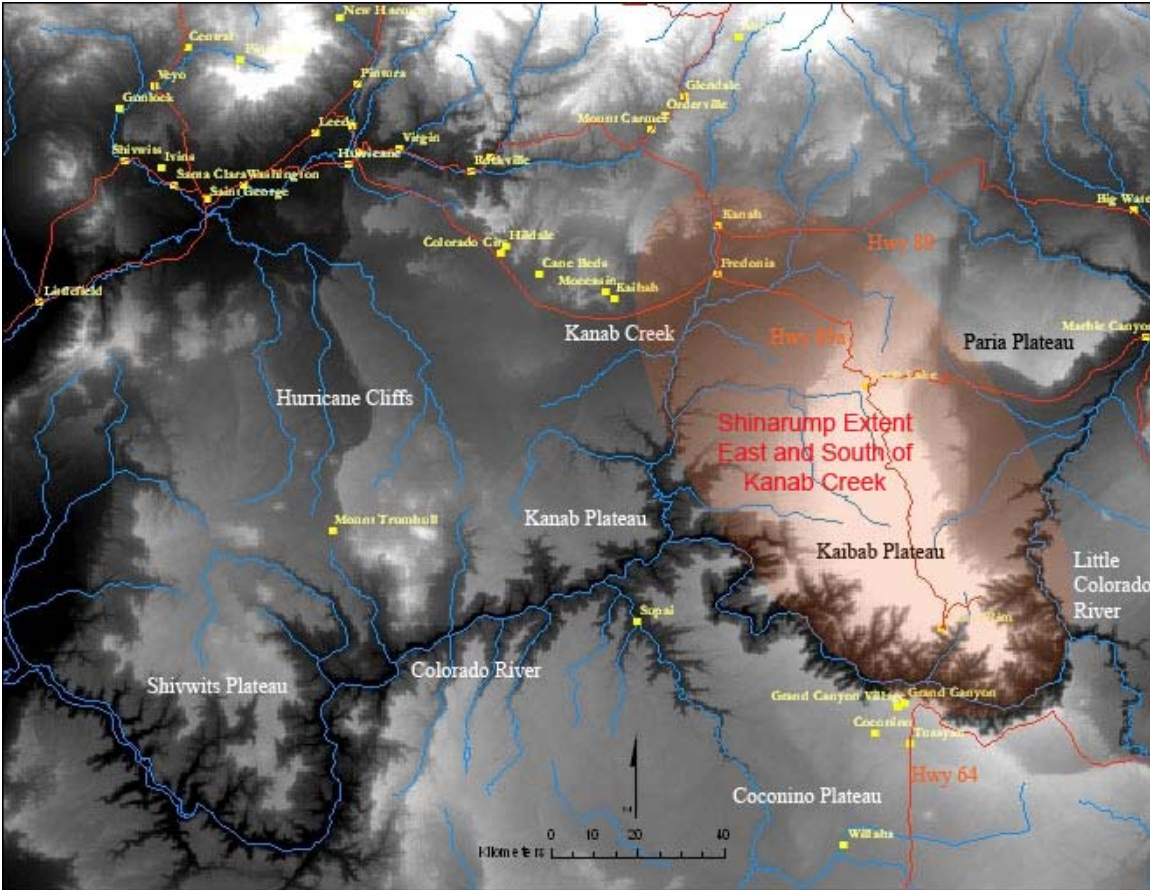 New Harmony
Central
Veyo
Pintura
Gunlock
Glendale
Orderville
Mount Carmel
Leeds
Virgin
Shivwits
Ivins
Hurricane
Rockville
Santa Clara
Washington
Saint George
Big Water
Kanab
Hwy 89
Hildale
Colorado City
Cane Beds
Fredonia
Moccasin
Kaibab
Littlefield
Marble Canyon
Kanab Creek
Paria Plateau
Hurricane Cliffs
Shinarump Extent
East and South of
Kanab Creek
Mount Trumbull
Kanab Plateau
Kaibab Plateau
Little
Colorado
River
Supai
Colorado River
Shivwits Plateau
Grand Canyon Village
Grand Canyon
Coconino
Tusayan
Hwy 64
Coconino Plateau
0 10 20 40
Kilometers
Willaha